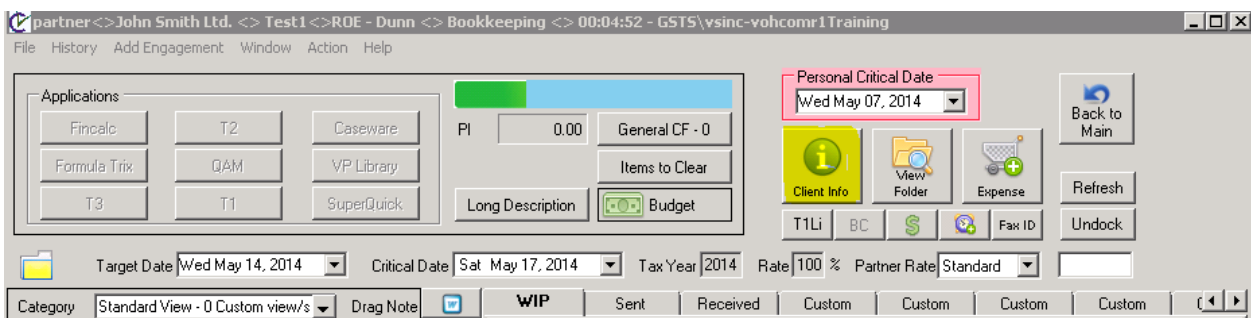 partner<>John Smith Ltd. <> Test1<>ROE - Dunn <> Bookkeeping <> 00:04:52 - GSTS\vsinc-vohcomr1Training
File History Add Engagement Window Action Help
Applications
Fincalc T2 Caseware
Formula Trix QAM VP Library
T3 T1 SuperQuick
PI 0.00 General CF - 0
Items to Clear
Long Description Budget
Personal Critical Date
Wed May 07, 2014
Client Info View Folder Expense
T1Li BC $ Fax ID
Back to Main
Refresh
Undock
Target Date Wed May 14, 2014 Critical Date Sat May 17, 2014 Tax Year 2014 Rate 100 % Partner Rate Standard
Category Standard View - 0 Custom view/s Drag Note W WIP Sent Received Custom Custom Custom Custom